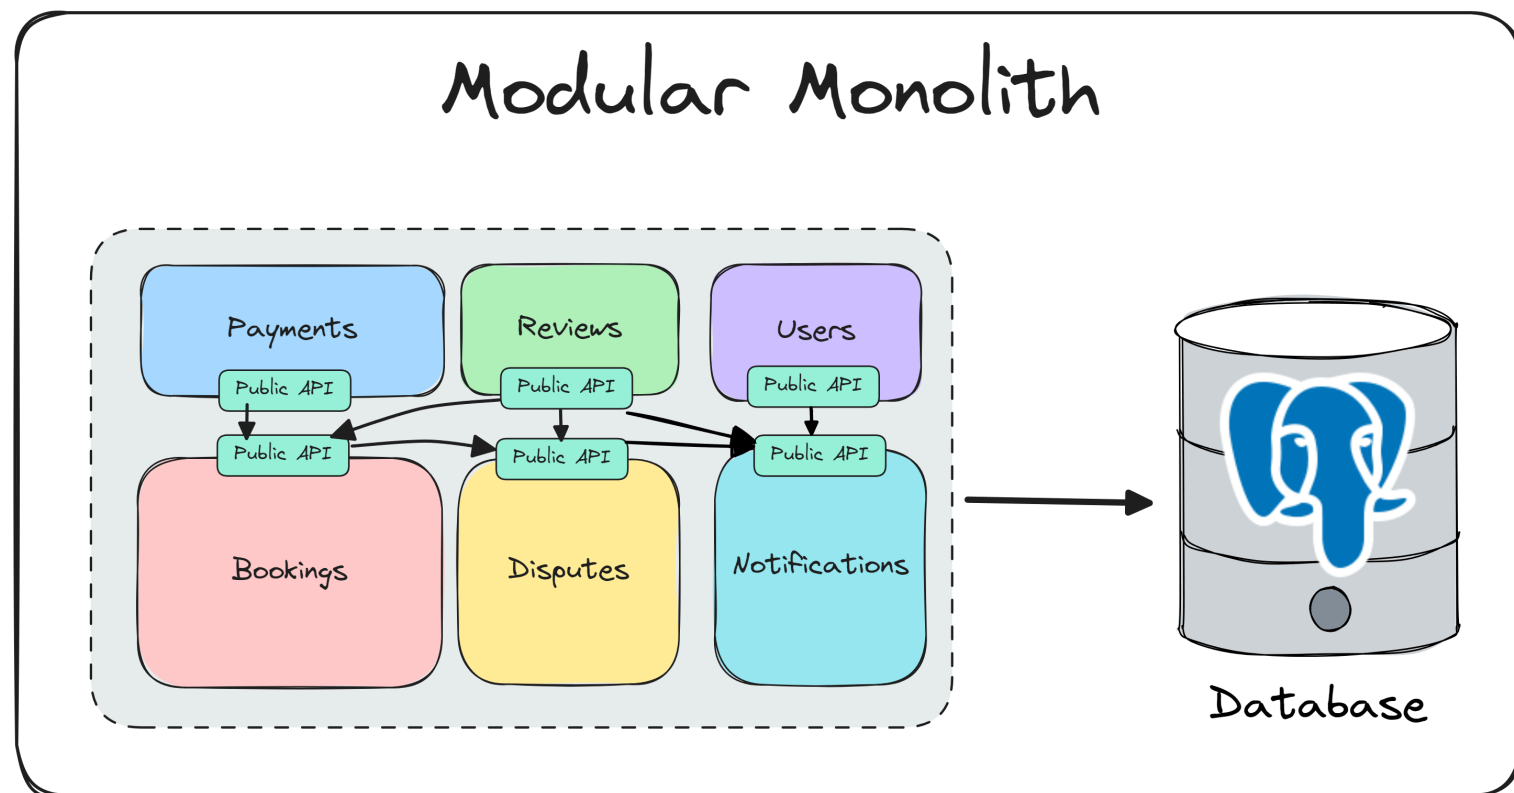 Modular Monolith
Payments
Reviews
Users
Public API
Public API
Public API
Public API
Public API
Public API
Bookings
Disputes
Notifications
Database